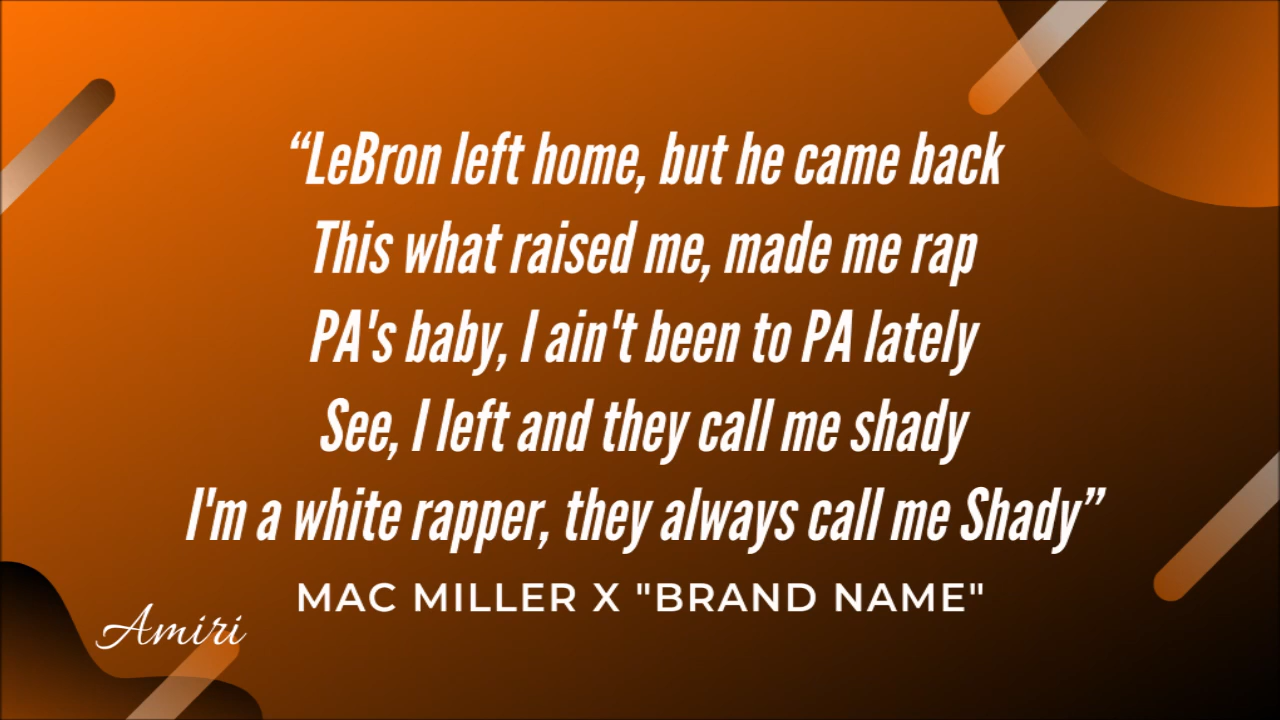 “LeBron left home, but he came back
This what raised me, made me rap
PA's baby, I ain't been to PA lately
See, I left and they call me shady
I'm a white rapper, they always call me Shady”
MAC MILLER X "BRAND NAME"
Amiri